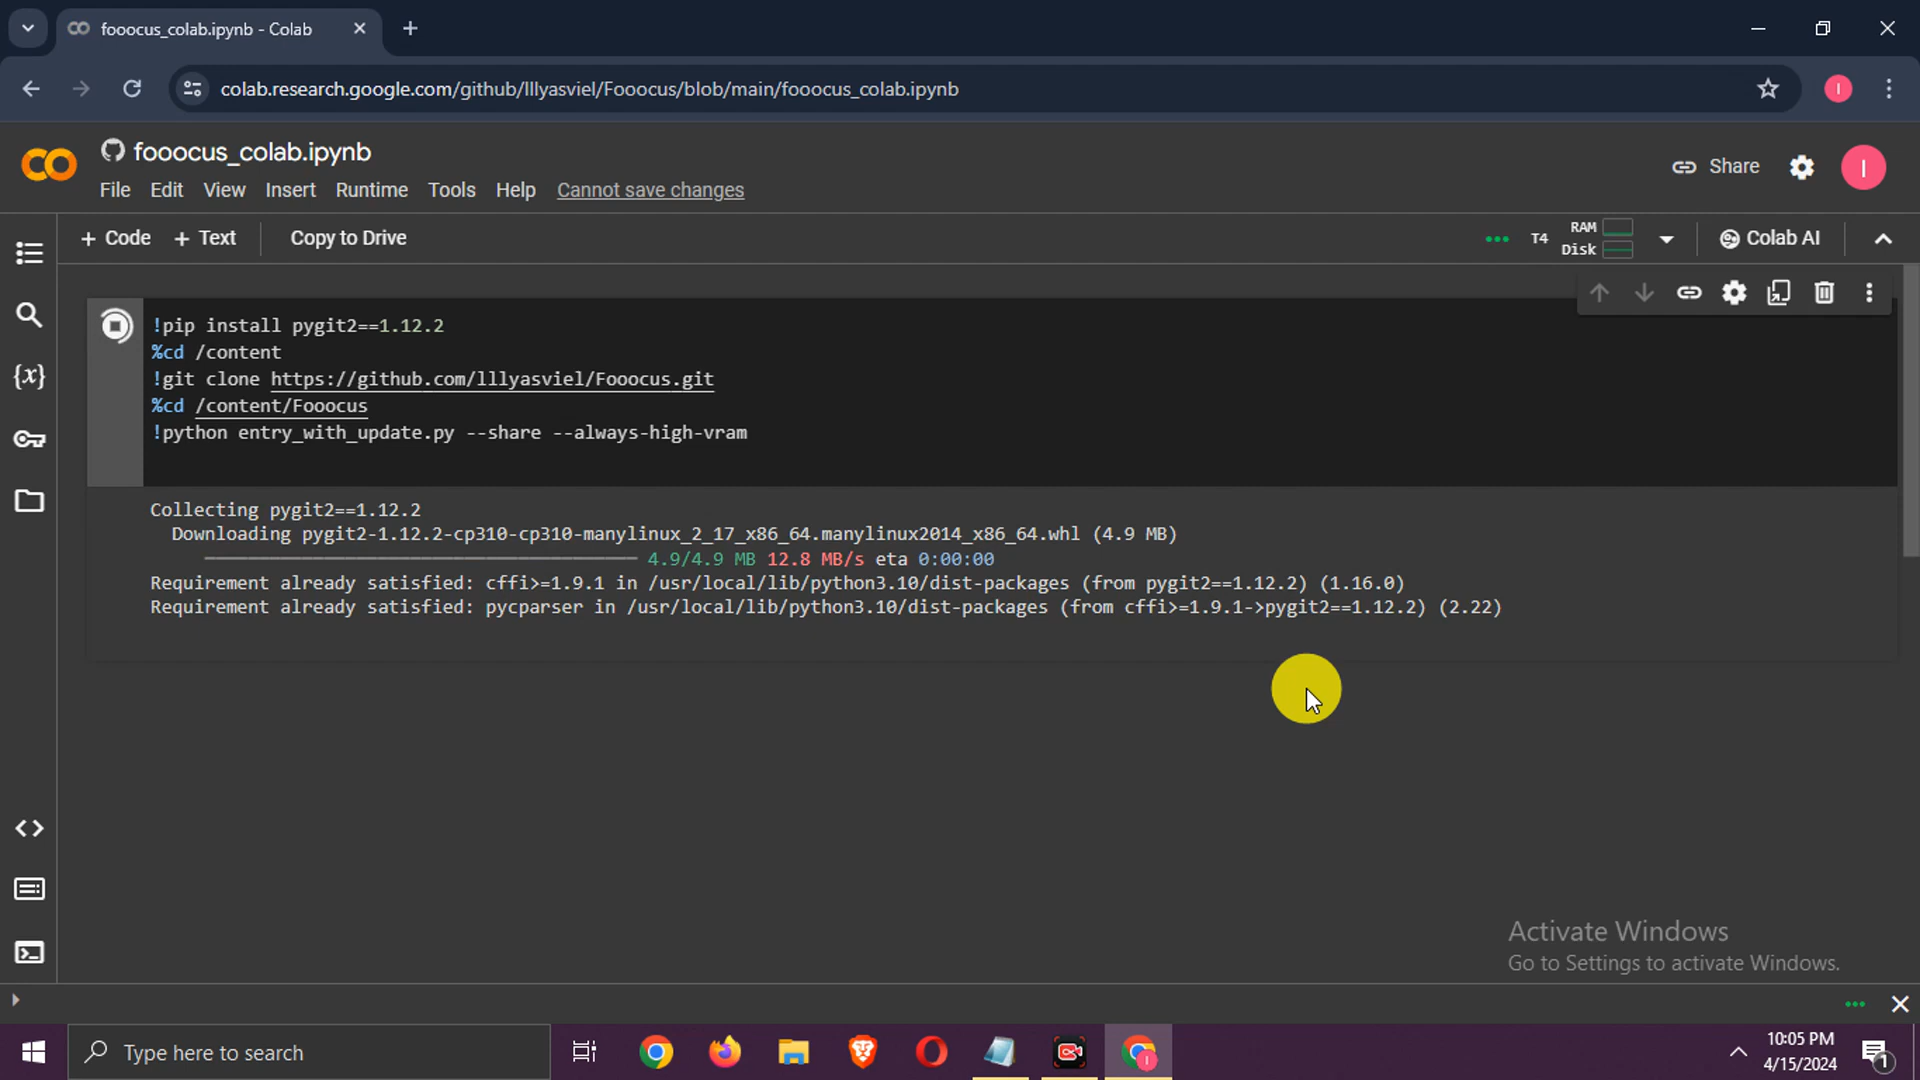 fooocus_colab.ipynb - Colab
colab.research.google.com/github/lllyasviel/Fooocus/blob/main/fooocus_colab.ipynb
I
CO
fooocus_colab.ipynb
Share
I
File Edit View Insert Runtime Tools Help Cannot save changes
+ Code + Text Copy to Drive
T4
RAM
Disk
Colab AI
{x}
!pip install pygit2==1.12.2
%cd /content
!git clone https://github.com/lllyasviel/Fooocus.git
%cd /content/Fooocus
!python entry_with_update.py --share --always-high-vram
Collecting pygit2==1.12.2
Downloading pygit2-1.12.2-cp310-cp310-manylinux_2_17_x86_64.manylinux2014_x86_64.whl (4.9 MB)
4.9/4.9 MB 12.8 MB/s eta 0:00:00
Requirement already satisfied: cffi>=1.9.1 in /usr/local/lib/python3.10/dist-packages (from pygit2==1.12.2) (1.16.0)
Requirement already satisfied: pycparser in /usr/local/lib/python3.10/dist-packages (from cffi>=1.9.1->pygit2==1.12.2) (2.22)
Activate Windows
Go to Settings to activate Windows.
Type here to search
I
10:05 PM
4/15/2024
1